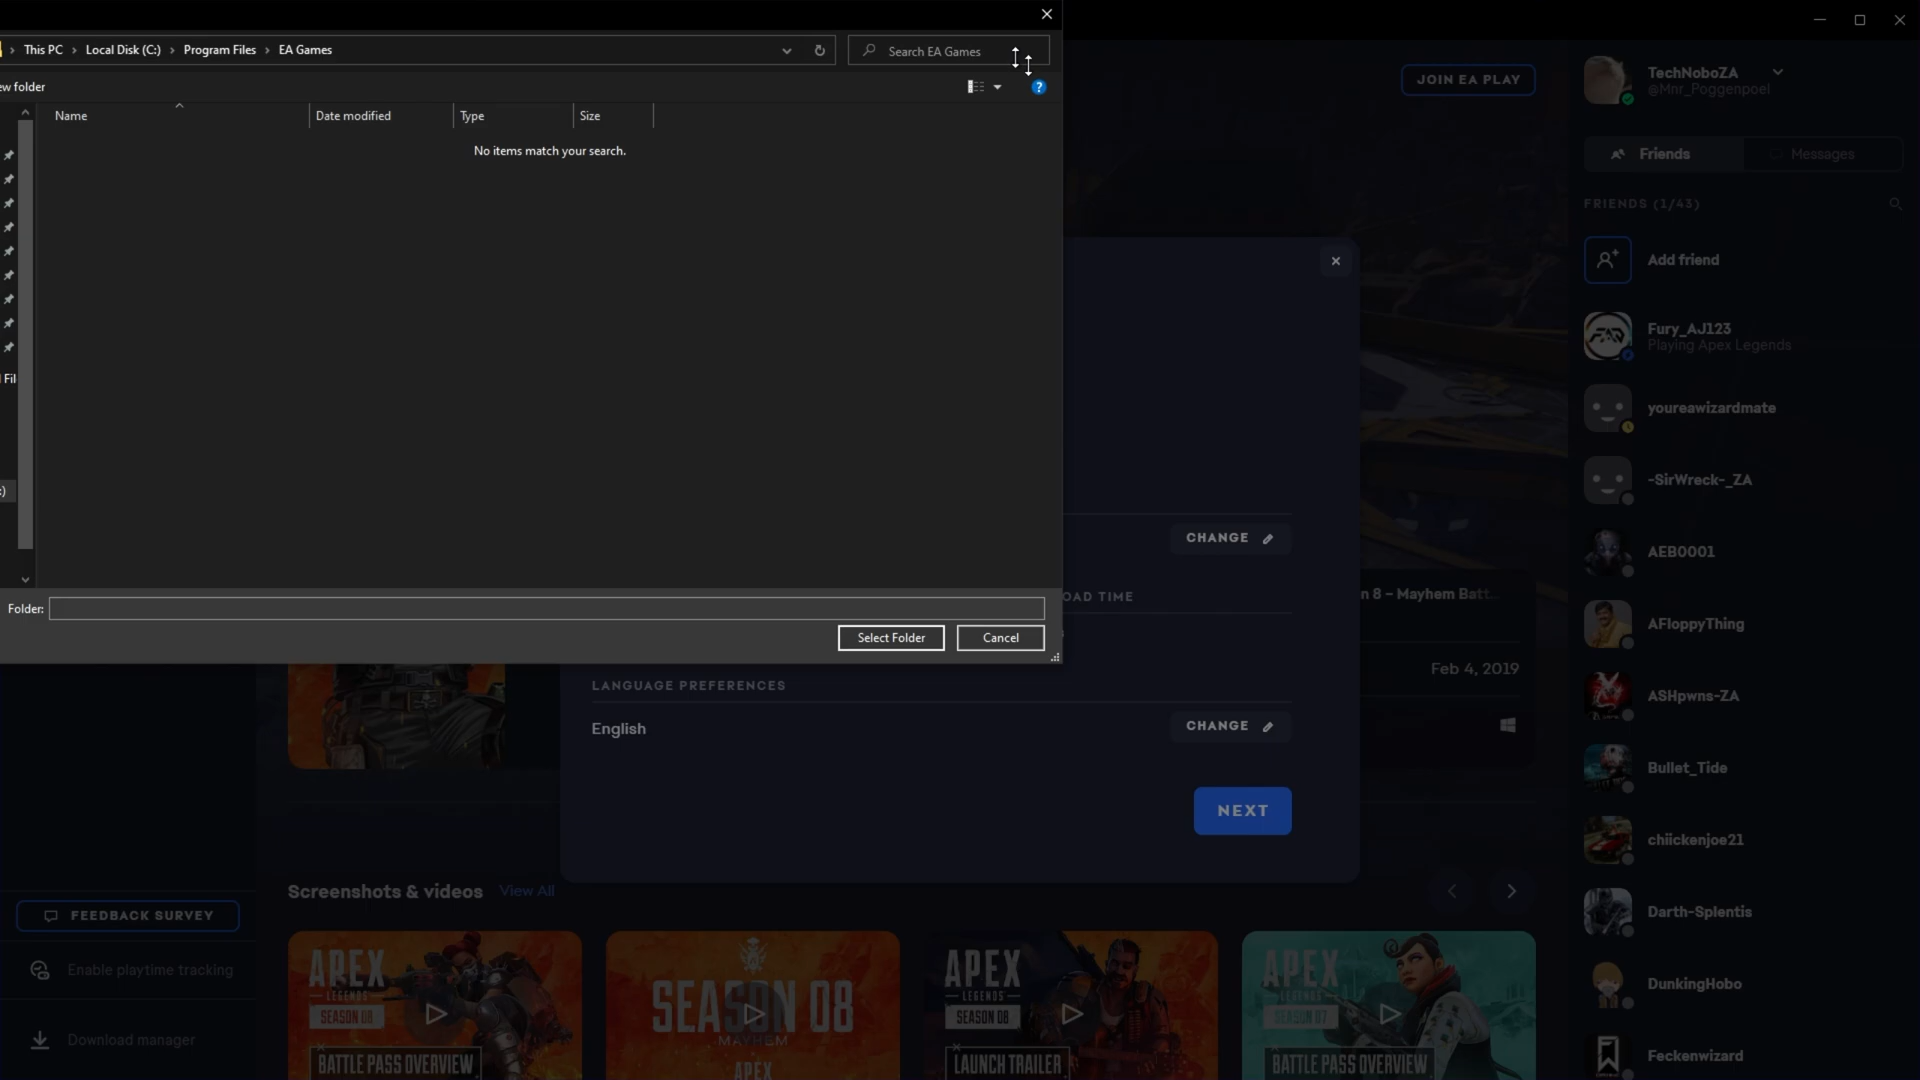 This PC > Local Disk (C:) > Program Files > EA Games
Search EA Games
ew folder
Name
Date modified
Type
Size
No items match your search.
Fil
:)
Folder:
Select Folder
Cancel
JOIN EA PLAY
TechNoboZA
@Mnr_Poggenpoel
Friends
Messages
FRIENDS (1/43)
Add friend
Fury_AJ123
Playing Apex Legends
youreawizardmate
-SirWreck-_ZA
AEB0001
AFloppyThing
ASHpwns-ZA
Bullet_Tide
chiickenjoe21
Darth-Splentis
DunkingHobo
Feckenwizard
CHANGE
OAD TIME
n 8 – Mayhem Batt...
Feb 4, 2019
LANGUAGE PREFERENCES
English
CHANGE
NEXT
Screenshots & videos
View All
FEEDBACK SURVEY
Enable playtime tracking
Download manager
APEX
LEGENDS
SEASON 08
BATTLE PASS OVERVIEW
SEASON 08
MAYHEM
APEX
APEX
LEGENDS
SEASON 08
LAUNCH TRAILER
APEX
LEGENDS
SEASON 07
BATTLE PASS OVERVIEW